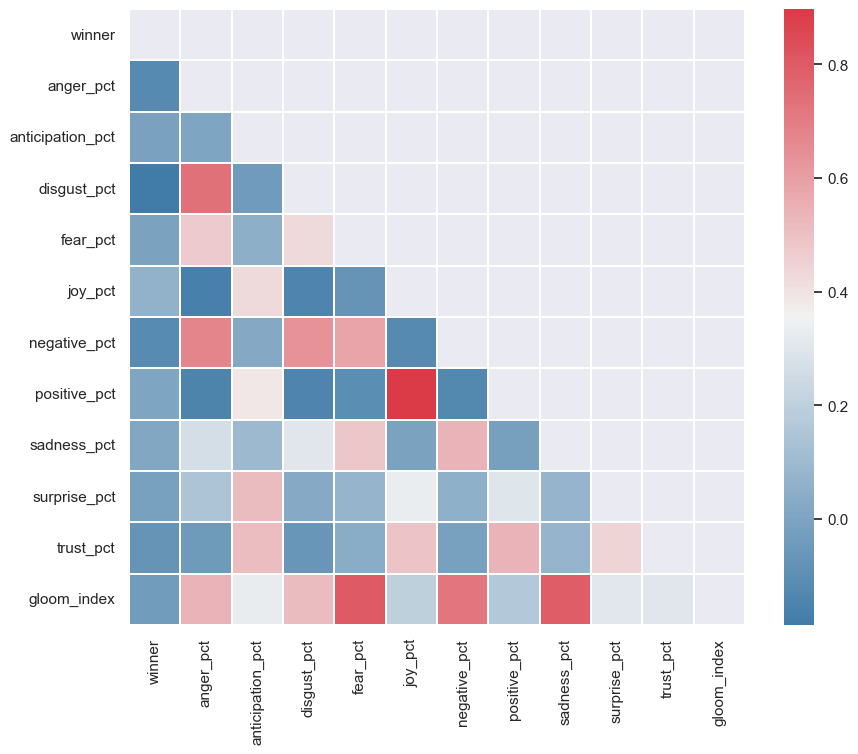 winner
anger_pct
anticipation_pct
disgust_pct
fear_pct
joy_pct
negative_pct
positive_pct
sadness_pct
surprise_pct
trust_pct
gloom_index
winner
anger_pct
anticipation_pct
disgust_pct
fear_pct
joy_pct
negative_pct
positive_pct
sadness_pct
surprise_pct
trust_pct
gloom_index
0.8
0.6
0.4
0.2
0.0